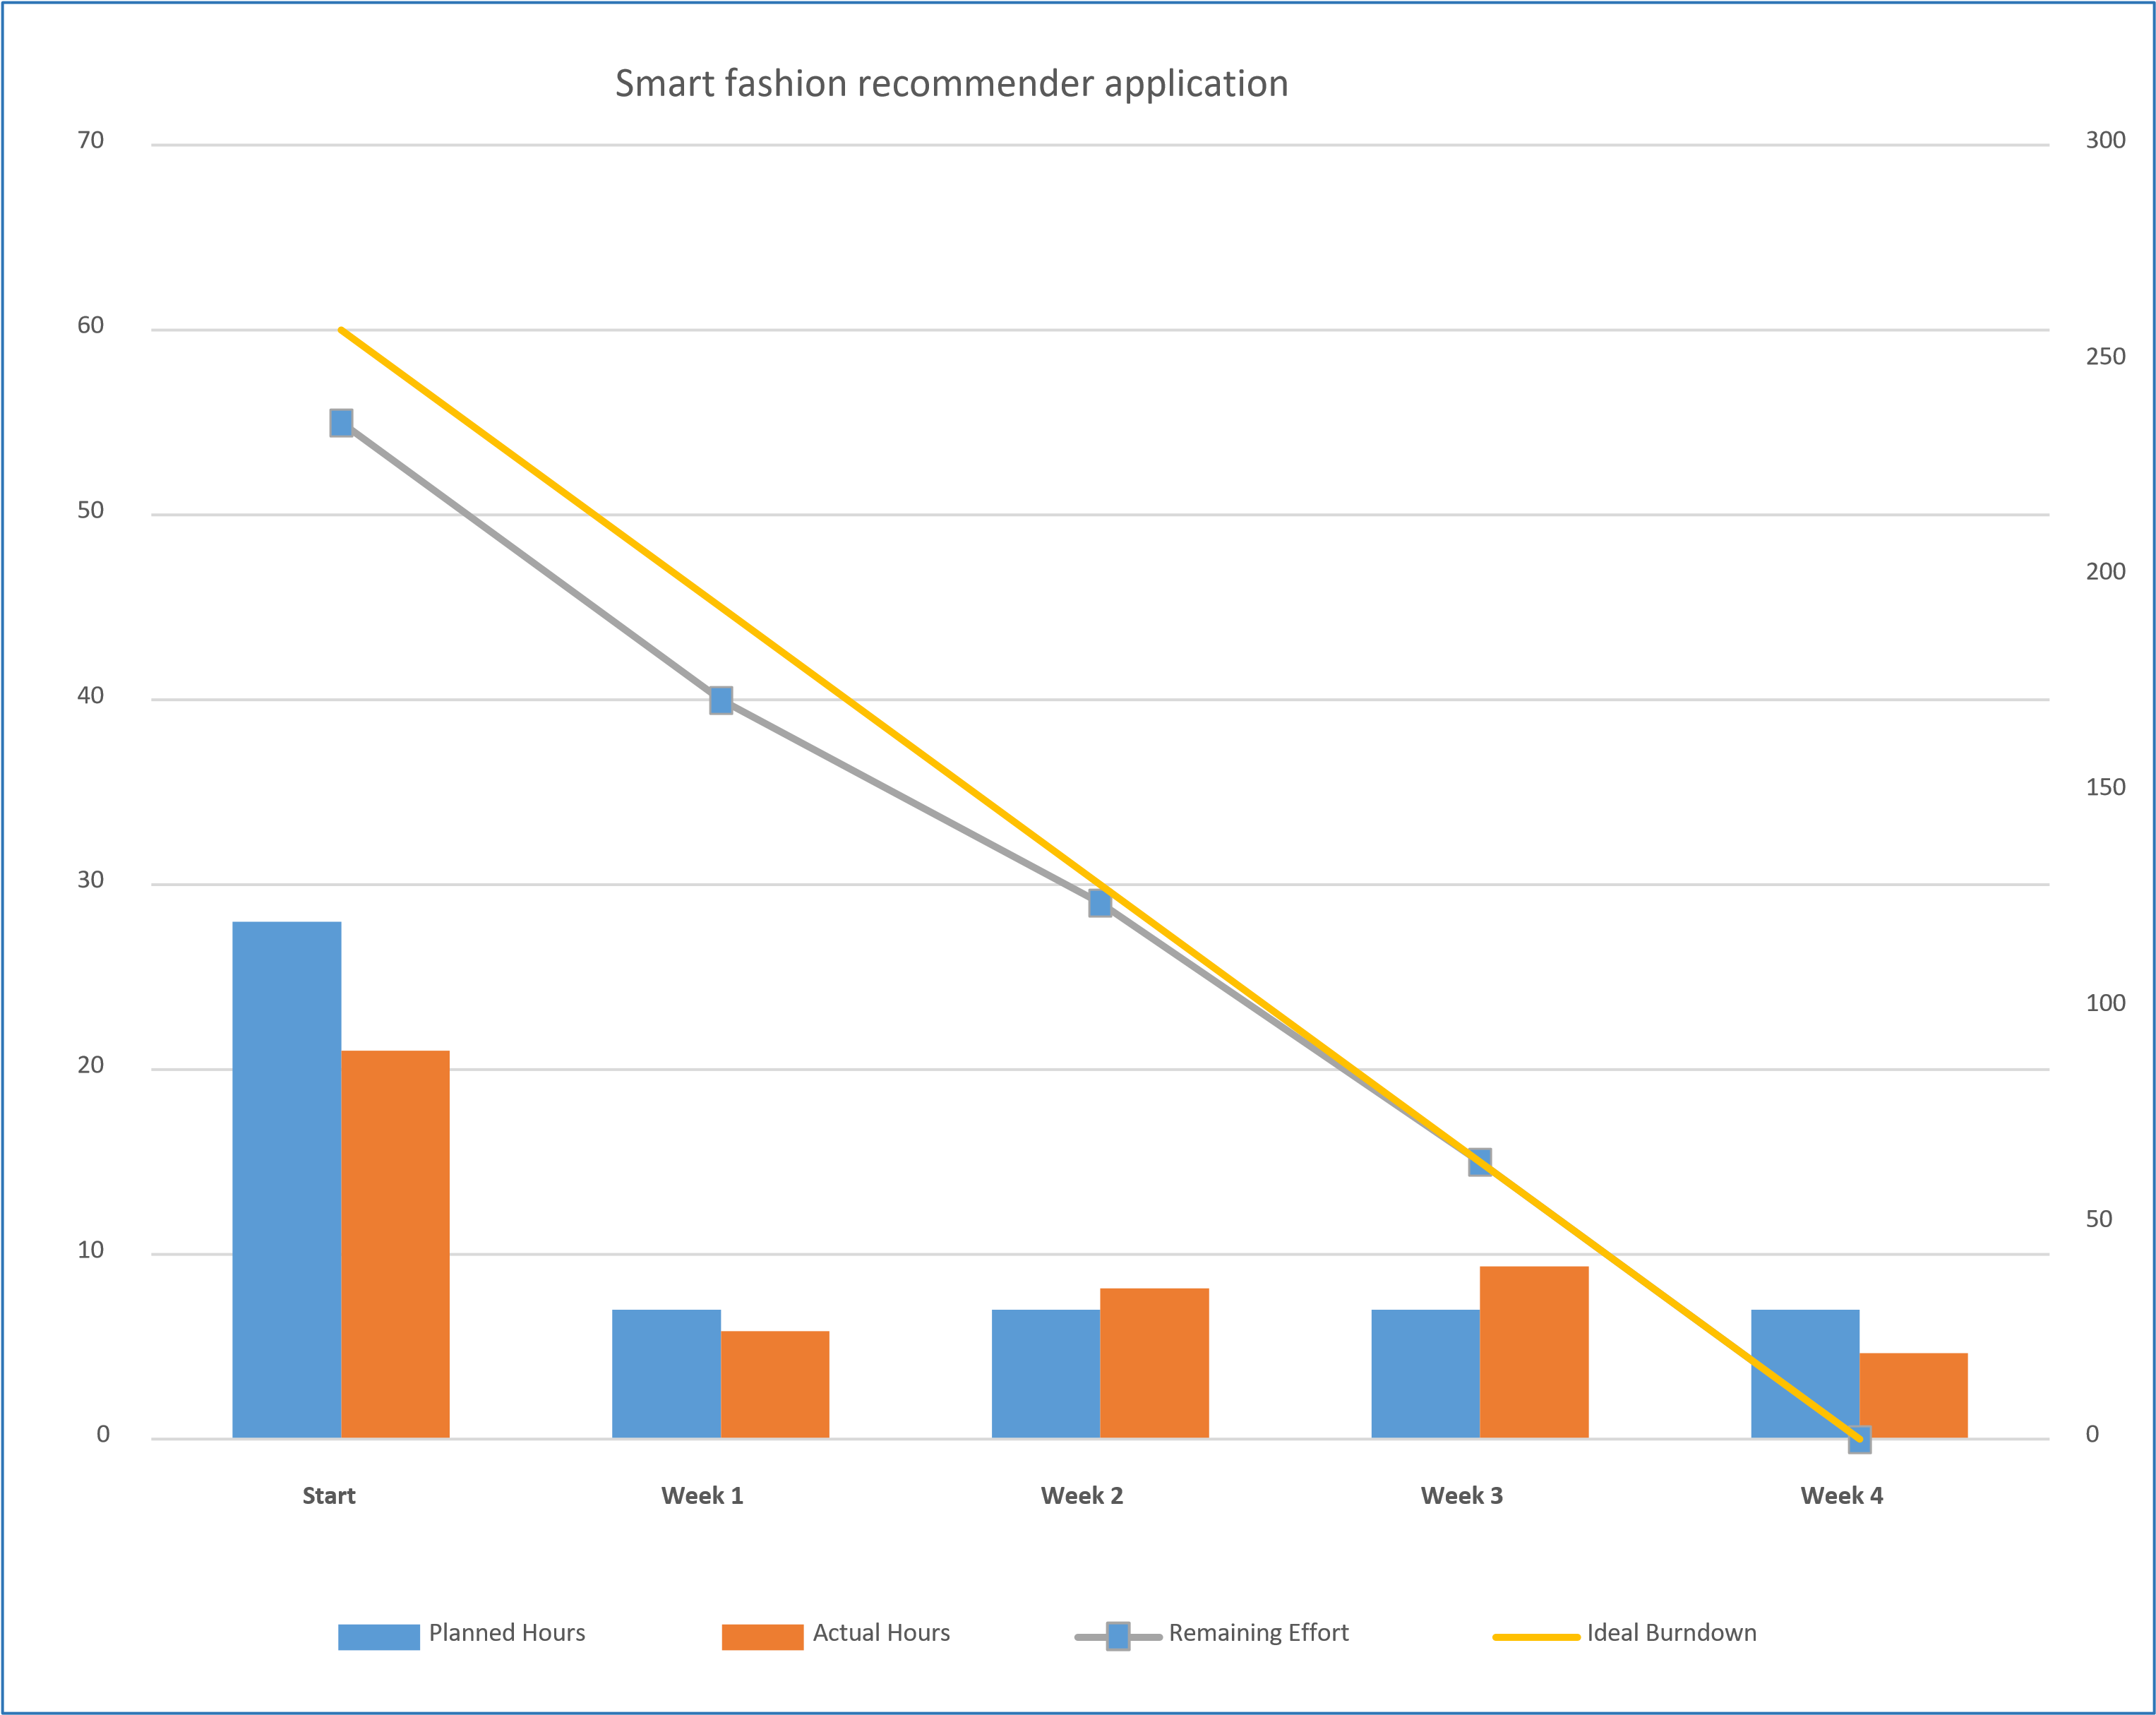 Smart fashion recommender application
70
300
60
250
50
200
40
150
30
100
20
50
10
0
0
Start
Week 1
Week 2
Week 3
Week 4
Planned Hours
Actual Hours
Remaining Effort
Ideal Burndown